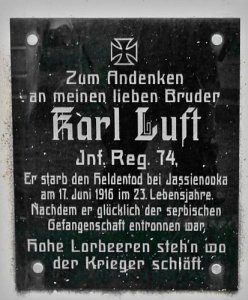 Zum Andenken
an meinen lieben Bruder
Karl Luft
Inf. Reg. 74.
Er starb den Heldentod bei Jassienooka
am 17. Juni 1916 im 23. Lebensjahre.
Nachdem er glücklich der serbischen
Gefangenschaft entronnen war.
Hohe Lorbeeren steh'n wo
der Krieger schläft.